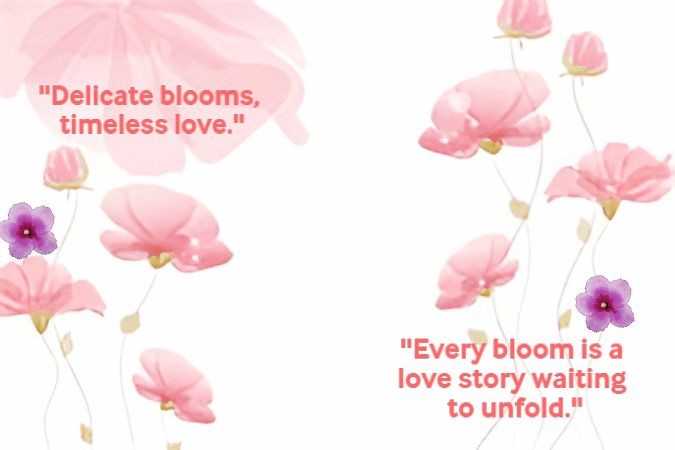 "Delicate blooms,
timeless love."
"Every bloom is a
love story waiting
to unfold."